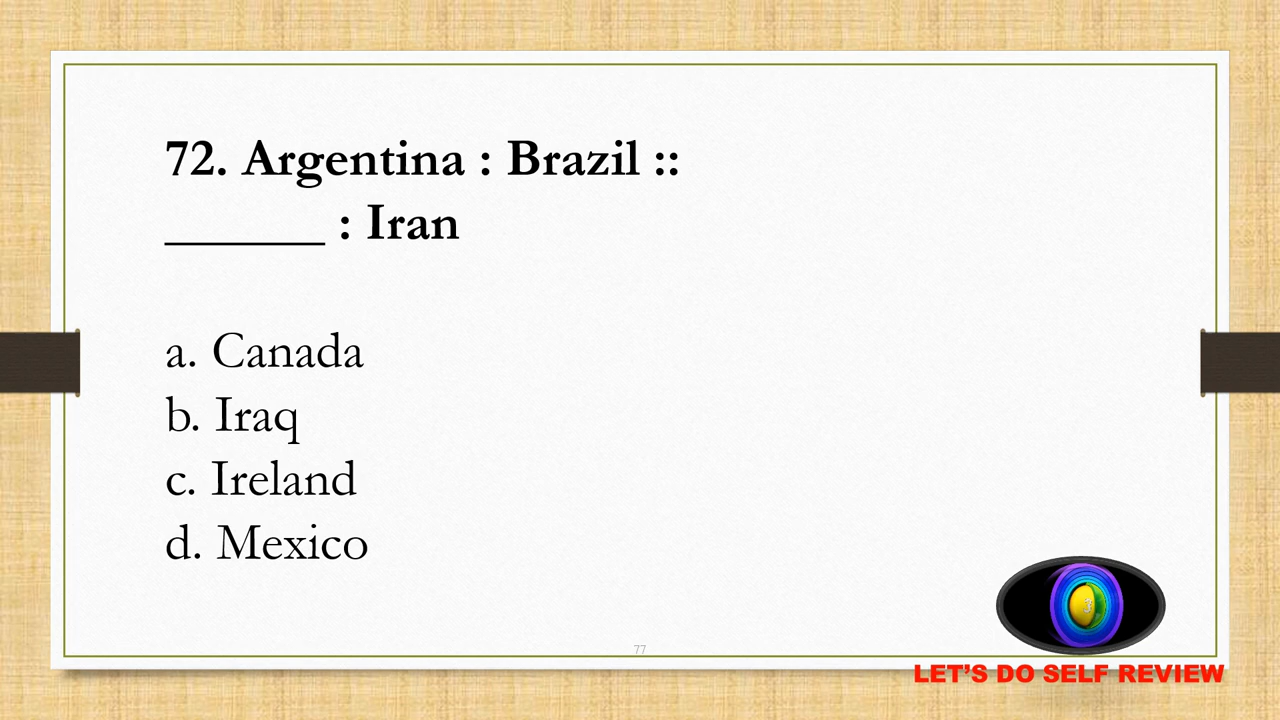 72. Argentina : Brazil ::
______ : Iran
a. Canada
b. Iraq
c. Ireland
d. Mexico
77
LET'S DO SELF REVIEW